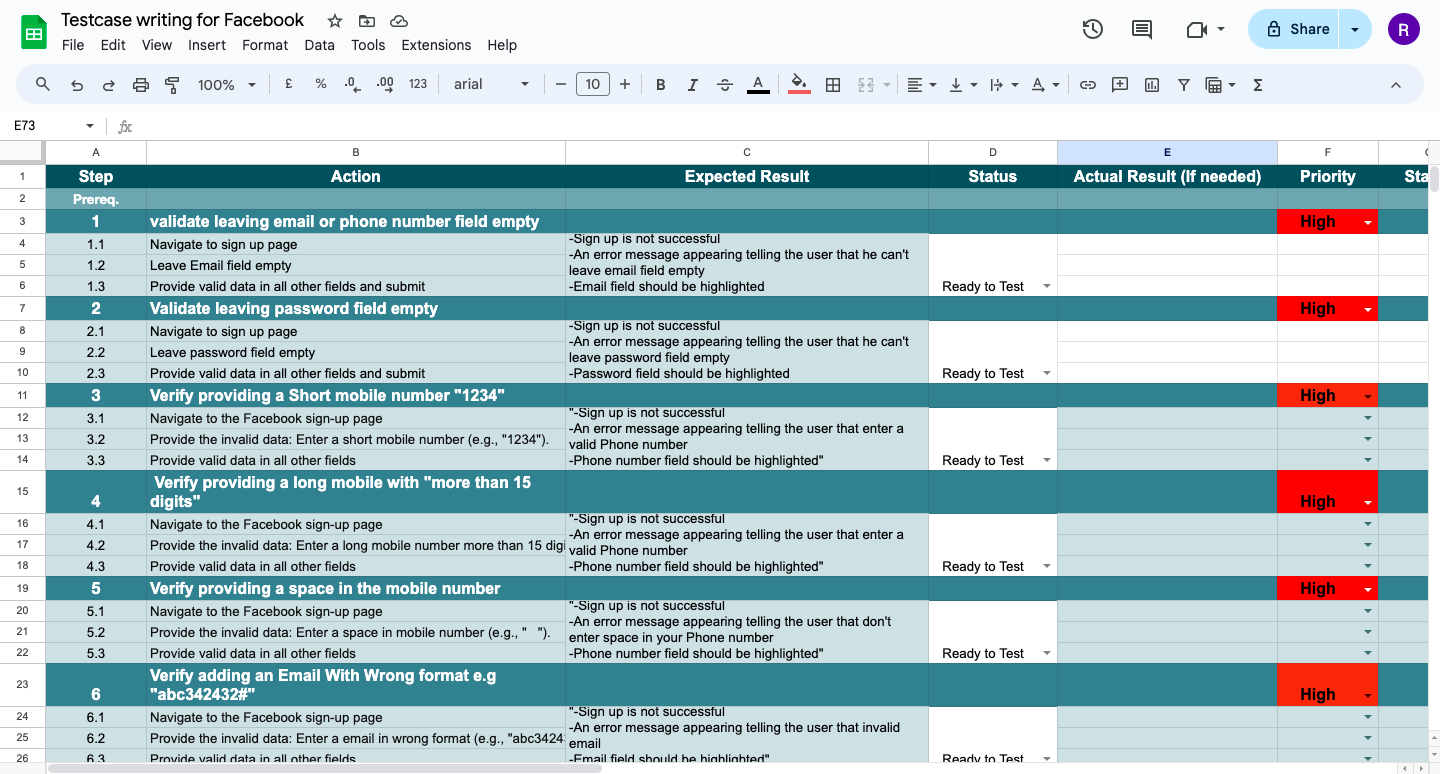 Testcase writing for Facebook
File Edit View Insert Format Data Tools Extensions Help
Share
R
100% £ % .0 .00 123 arial 10 B I A
E73
fx
A B C D E F
1 Step Action Expected Result Status Actual Result (If needed) Priority Sta
2 Prereq.
3 1 validate leaving email or phone number field empty High
4 1.1 Navigate to sign up page
5 1.2 Leave Email field empty
6 1.3 Provide valid data in all other fields and submit
-Sign up is not successful
-An error message appearing telling the user that he can't
leave email field empty
-Email field should be highlighted
Ready to Test
7 2 Validate leaving password field empty High
8 2.1 Navigate to sign up page
9 2.2 Leave password field empty
10 2.3 Provide valid data in all other fields and submit
-Sign up is not successful
-An error message appearing telling the user that he can't
leave password field empty
-Password field should be highlighted
Ready to Test
11 3 Verify providing a Short mobile number "1234" High
12 3.1 Navigate to the Facebook sign-up page
13 3.2 Provide the invalid data: Enter a short mobile number (e.g., "1234").
14 3.3 Provide valid data in all other fields
"-Sign up is not successful
-An error message appearing telling the user that enter a
valid Phone number
-Phone number field should be highlighted"
Ready to Test
15 4 Verify providing a long mobile with "more than 15
digits" High
16 4.1 Navigate to the Facebook sign-up page
17 4.2 Provide the invalid data: Enter a long mobile number more than 15 digi
18 4.3 Provide valid data in all other fields
"-Sign up is not successful
-An error message appearing telling the user that enter a
valid Phone number
-Phone number field should be highlighted"
Ready to Test
19 5 Verify providing a space in the mobile number High
20 5.1 Navigate to the Facebook sign-up page
21 5.2 Provide the invalid data: Enter a space in mobile number (e.g., "   ").
22 5.3 Provide valid data in all other fields
"-Sign up is not successful
-An error message appearing telling the user that don't
enter space in your Phone number
-Phone number field should be highlighted"
Ready to Test
23 6 Verify adding an Email With Wrong format e.g
"abc342432#" High
24 6.1 Navigate to the Facebook sign-up page
25 6.2 Provide the invalid data: Enter a email in wrong format (e.g., "abc3424
26 6.3 Provide valid data in all other fields
"-Sign up is not successful
-An error message appearing telling the user that invalid
email
-Email field should be highlighted"
Ready to Test